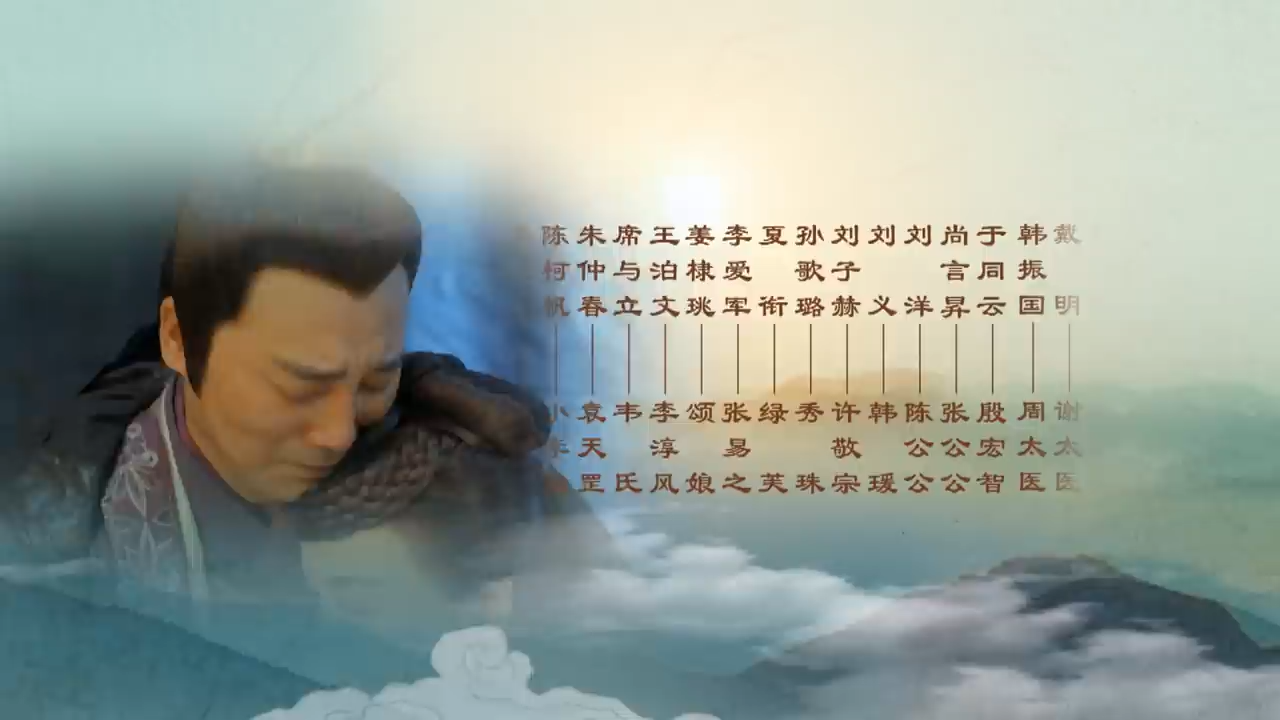 戴明 谢太医
韩振国 周太医
于同云 殷宏智
尚言昇 张公公
刘洋 陈公公
刘义 韩瑗
刘子赫 许敬宗
孙歌璐 秀珠
夏衔 绿芙
李爱军 张易之
姜棣珧 颂娘
王泊文 李淳风
席与立 韦氏
朱仲春 袁天罡
陈柯帆 小